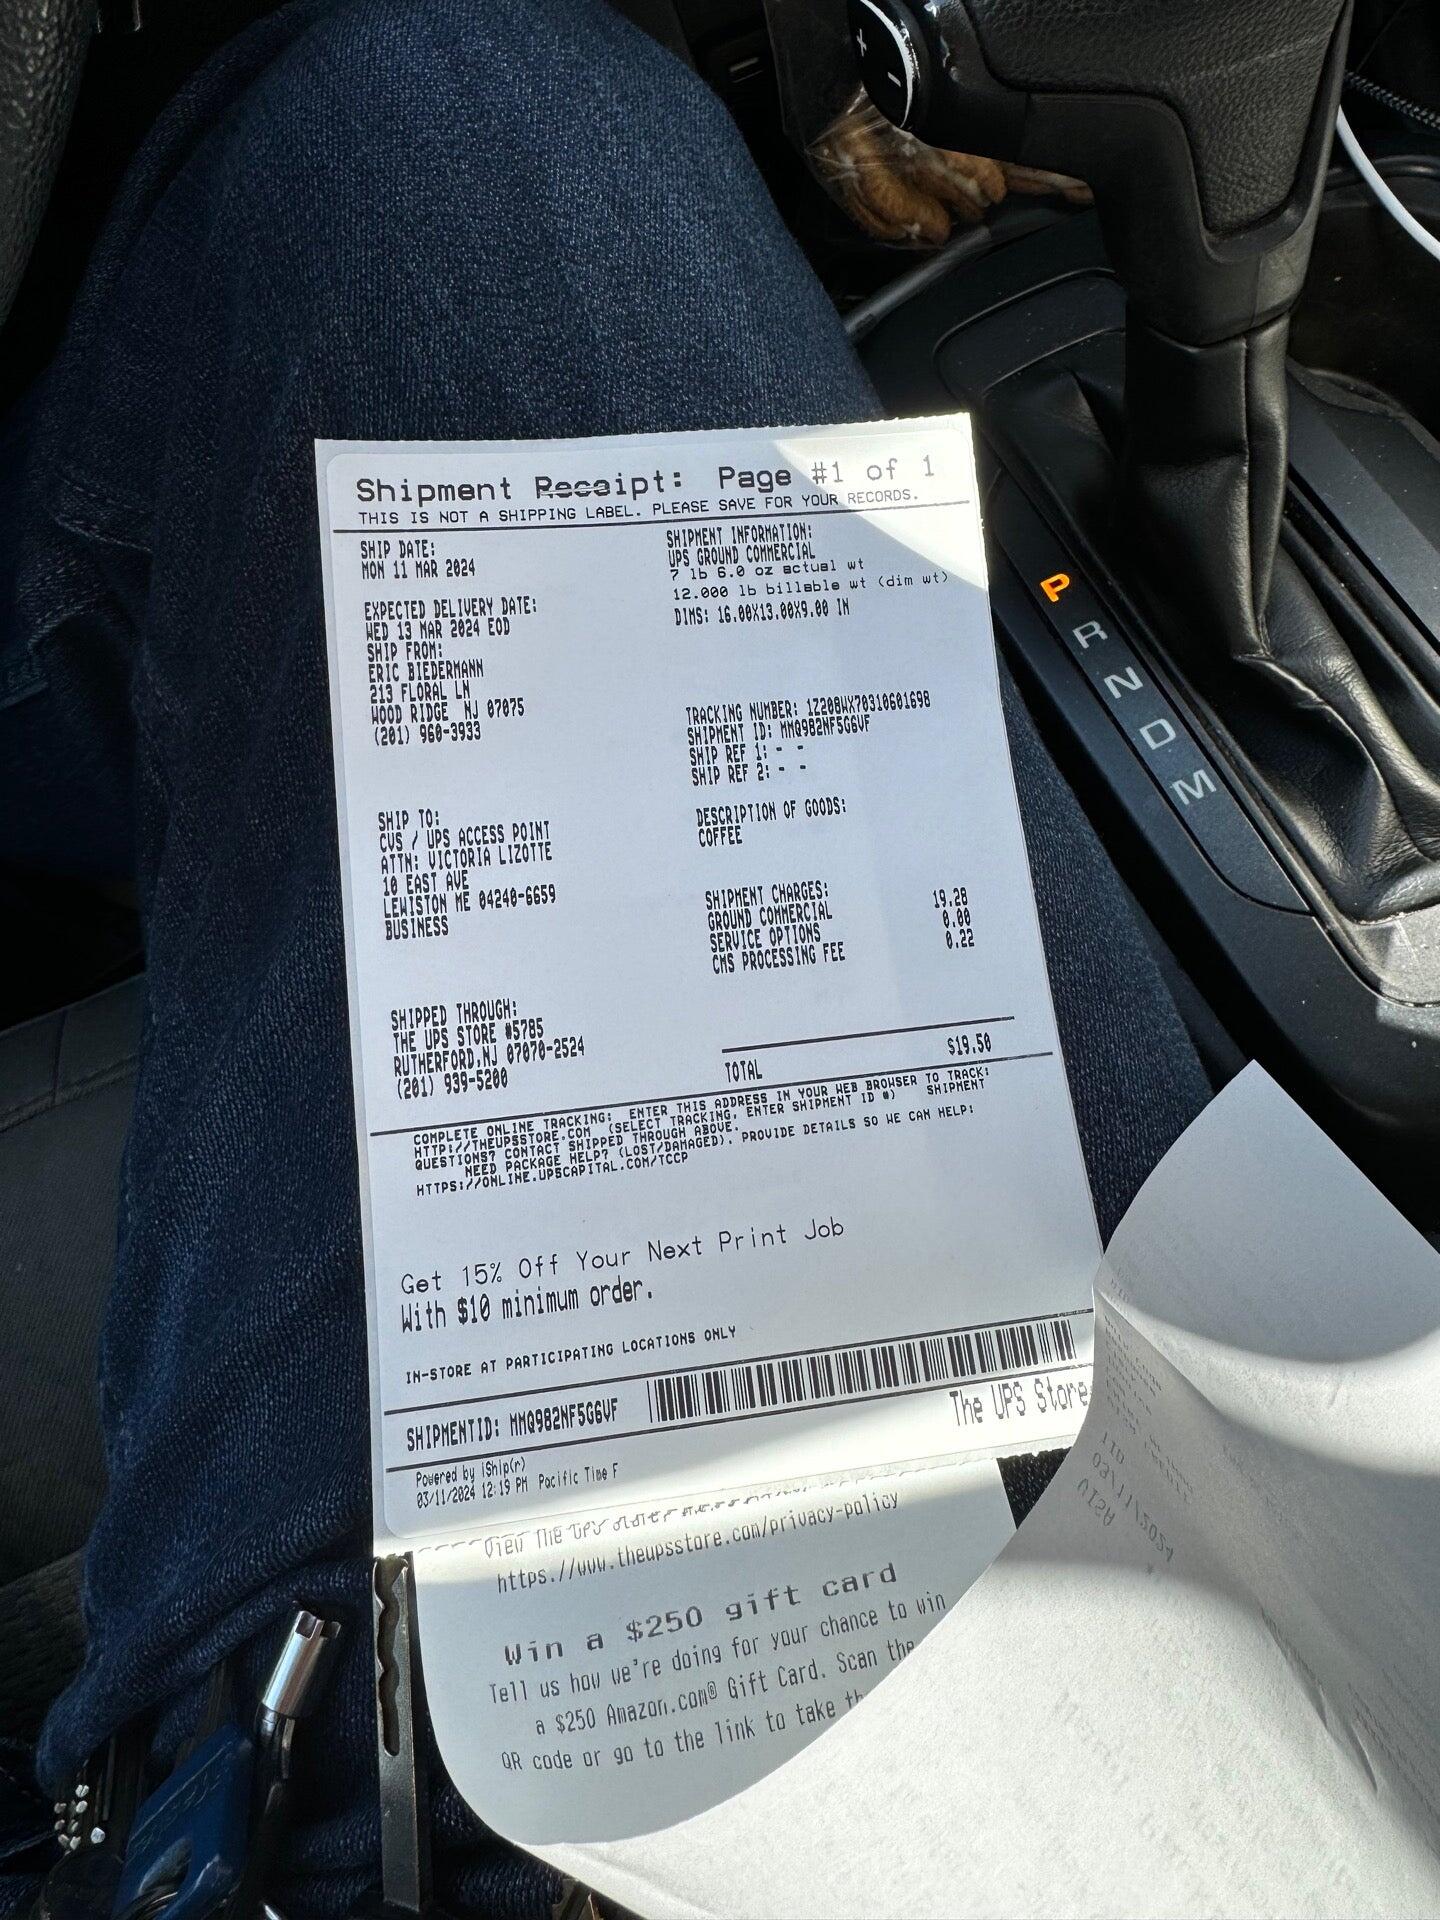 Shipment Receipt: Page #1 of 1
THIS IS NOT A SHIPPING LABEL. PLEASE SAVE FOR YOUR RECORDS.
SHIP DATE:
MON 11 MAR 2024
EXPECTED DELIVERY DATE:
WED 13 MAR 2024 EOD
SHIP FROM:
ERIC BIEDERMANN
213 FLORAL LN
WOOD RIDGE NJ 07075
(201) 960-3933
SHIP TO:
CVS / UPS ACCESS POINT
ATTN: VICTORIA LIZOTTE
10 EAST AVE
LEWISTON ME 04240-6659
BUSINESS
SHIPPED THROUGH:
THE UPS STORE #5785
RUTHERFORD,NJ 07070-2524
(201) 939-5200
SHIPMENT INFORMATION:
UPS GROUND COMMERCIAL
7 lb 6.0 oz actual wt
12.000 lb billable wt (dim wt)
DIMS: 16.00X13.00X9.00 IN
TRACKING NUMBER: 1Z208WX70310601698
SHIPMENT ID: MMQ982NF5G6VF
SHIP REF 1: - -
SHIP REF 2: - -
DESCRIPTION OF GOODS:
COFFEE
SHIPMENT CHARGES:
GROUND COMMERCIAL 19.28
SERVICE OPTIONS 0.00
CMS PROCESSING FEE 0.22
TOTAL $19.50
COMPLETE ONLINE TRACKING: ENTER THIS ADDRESS IN YOUR WEB BROWSER TO TRACK:
HTTP://THEUPSSTORE.COM (SELECT TRACKING, ENTER SHIPMENT ID #) SHIPMENT
QUESTIONS? CONTACT SHIPPED THROUGH ABOVE.
NEED PACKAGE HELP? (LOST/DAMAGED). PROVIDE DETAILS SO WE CAN HELP:
HTTPS://ONLINE.UPSCAPITAL.COM/TCCP
Get 15% Off Your Next Print Job
With $10 minimum order.
IN-STORE AT PARTICIPATING LOCATIONS ONLY
SHIPMENTID: MMQ982NF5G6VF
The UPS Store
Powered by iShip(r)
03/11/2024 12:19 PM Pacific Time F
View The UPS
https://www.theupsstore.com/privacy-policy
Win a $250 gift card
Tell us how we're doing for your chance to win
a $250 Amazon.com® Gift Card. Scan the
QR code or go to the link to take
P
R
N
D
M
+
−